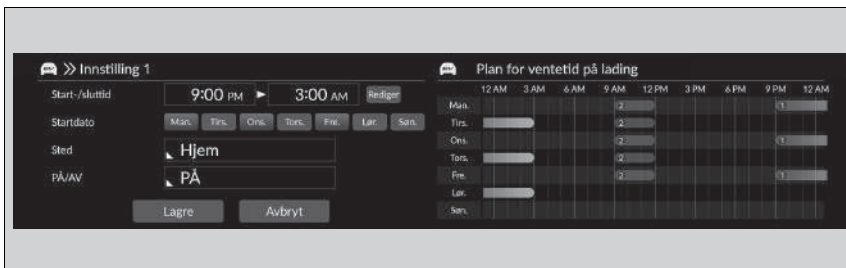 Innstilling 1
Start-/sluttid 9:00 PM 3:00 AM Rediger
Startdato Man. Tirs. Ons. Tors. Fre. Lør. Søn.
Sted Hjem
PÅ/AV PÅ
Lagre Avbryt
Plan for ventetid på lading
12 AM 3 AM 6 AM 9 AM 12 PM 3 PM 6 PM 9 PM 12 AM
Man. 2 1
Tirs. 2
Ons. 2 1
Tors. 2
Fre. 2 1
Lør.
Søn.